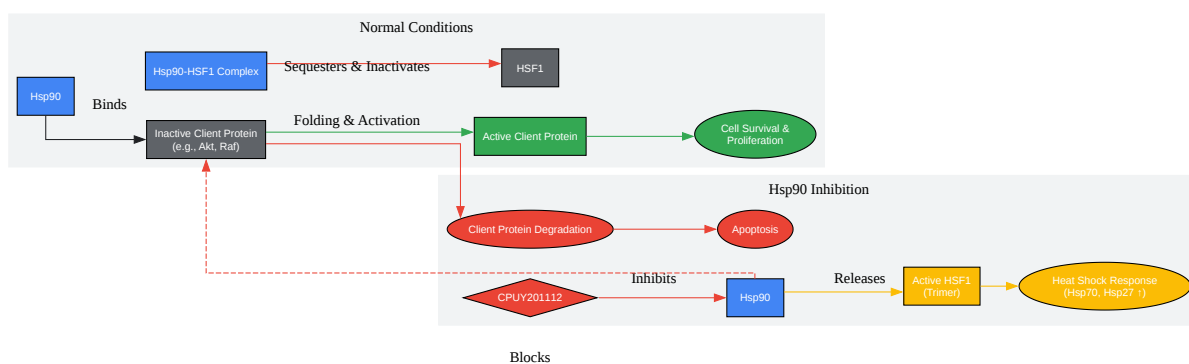 Normal Conditions
Hsp90-HSF1 Complex
Sequesters & Inactivates
HSF1
Hsp90
Binds
Inactive Client Protein
(e.g., Akt, Raf)
Folding & Activation
Active Client Protein
Cell Survival &
Proliferation
Hsp90 Inhibition
Client Protein Degradation
Apoptosis
CPUY201112
Inhibits
Hsp90
Releases
Active HSF1
(Trimer)
Heat Shock Response
(Hsp70, Hsp27 ↑)
Blocks